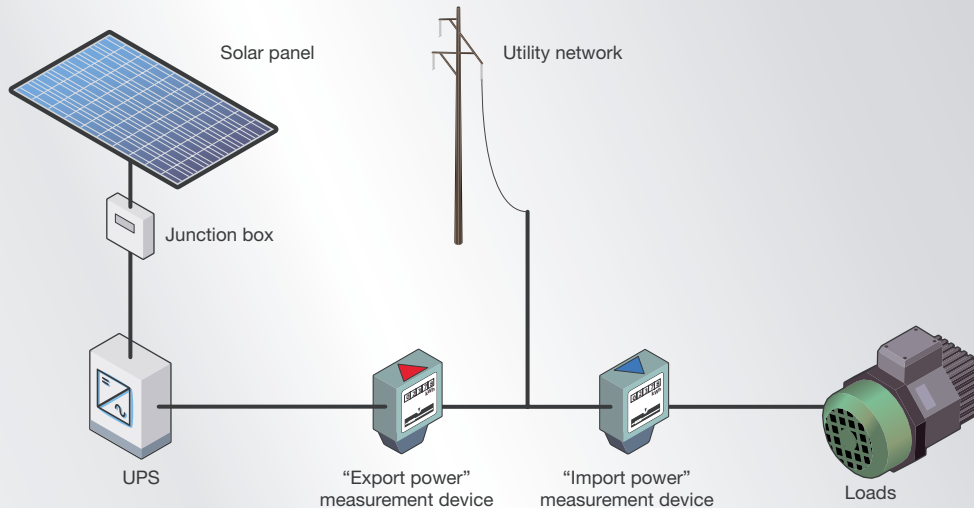 Solar panel
Utility network
Junction box
UPS
“Export power”
measurement device
“Import power”
measurement device
Loads